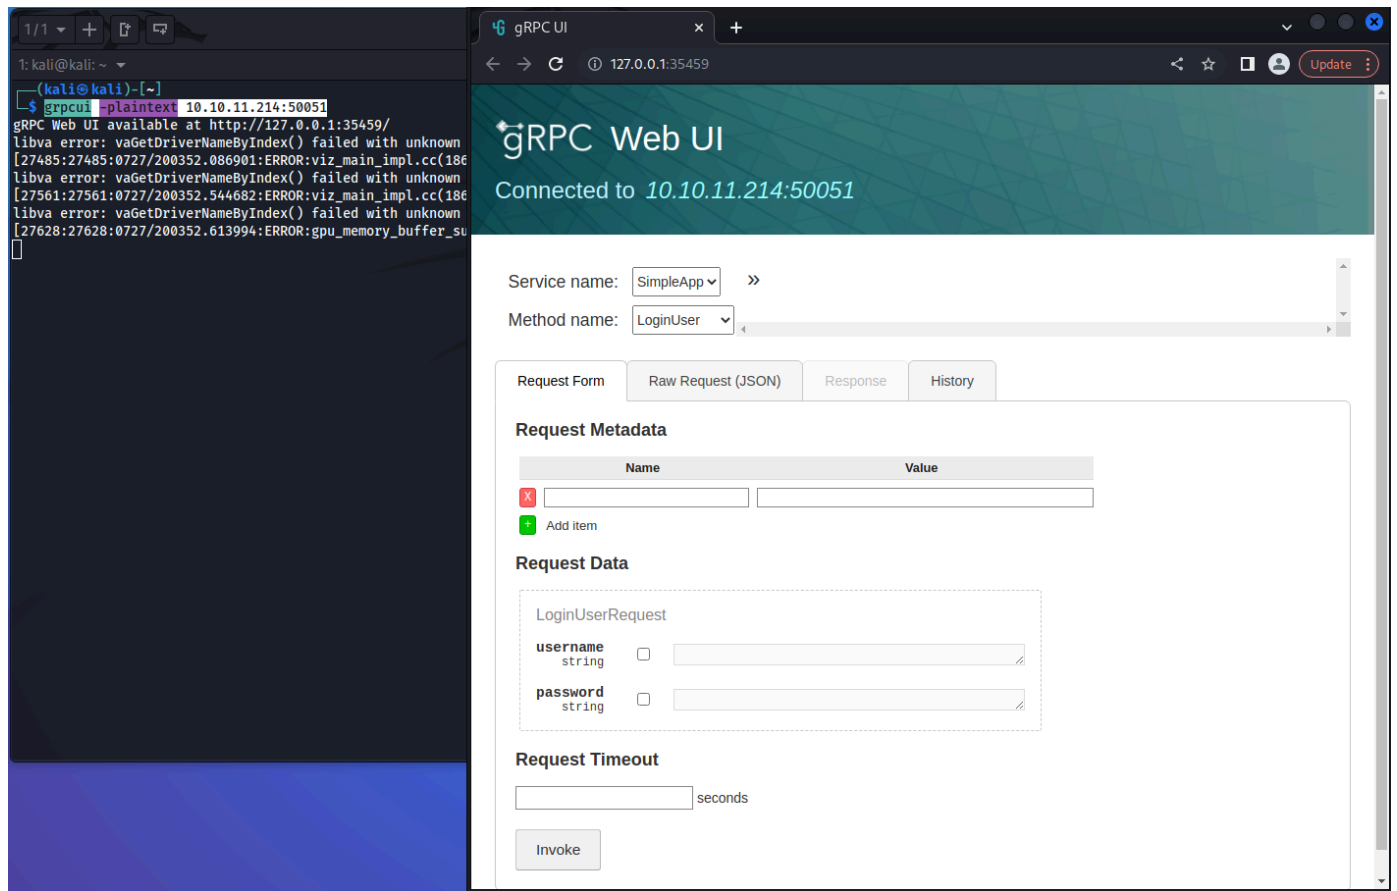 1/1
1: kali@kali: ~
(kali㉿kali)-[~]
$ grpcui -plaintext 10.10.11.214:50051
gRPC Web UI available at http://127.0.0.1:35459/
libva error: vaGetDriverNameByIndex() failed with unknown
[27485:27485:0727/200352.086901:ERROR:viz_main_impl.cc(186
libva error: vaGetDriverNameByIndex() failed with unknown
[27561:27561:0727/200352.544682:ERROR:viz_main_impl.cc(186
libva error: vaGetDriverNameByIndex() failed with unknown
[27628:27628:0727/200352.613994:ERROR:gpu_memory_buffer_su
gRPC UI
127.0.0.1:35459
Update
gRPC Web UI
Connected to 10.10.11.214:50051
Service name: SimpleApp »
Method name: LoginUser
Request Form Raw Request (JSON) Response History
Request Metadata
Name Value
X
+ Add item
Request Data
LoginUserRequest
username
string
password
string
Request Timeout
seconds
Invoke